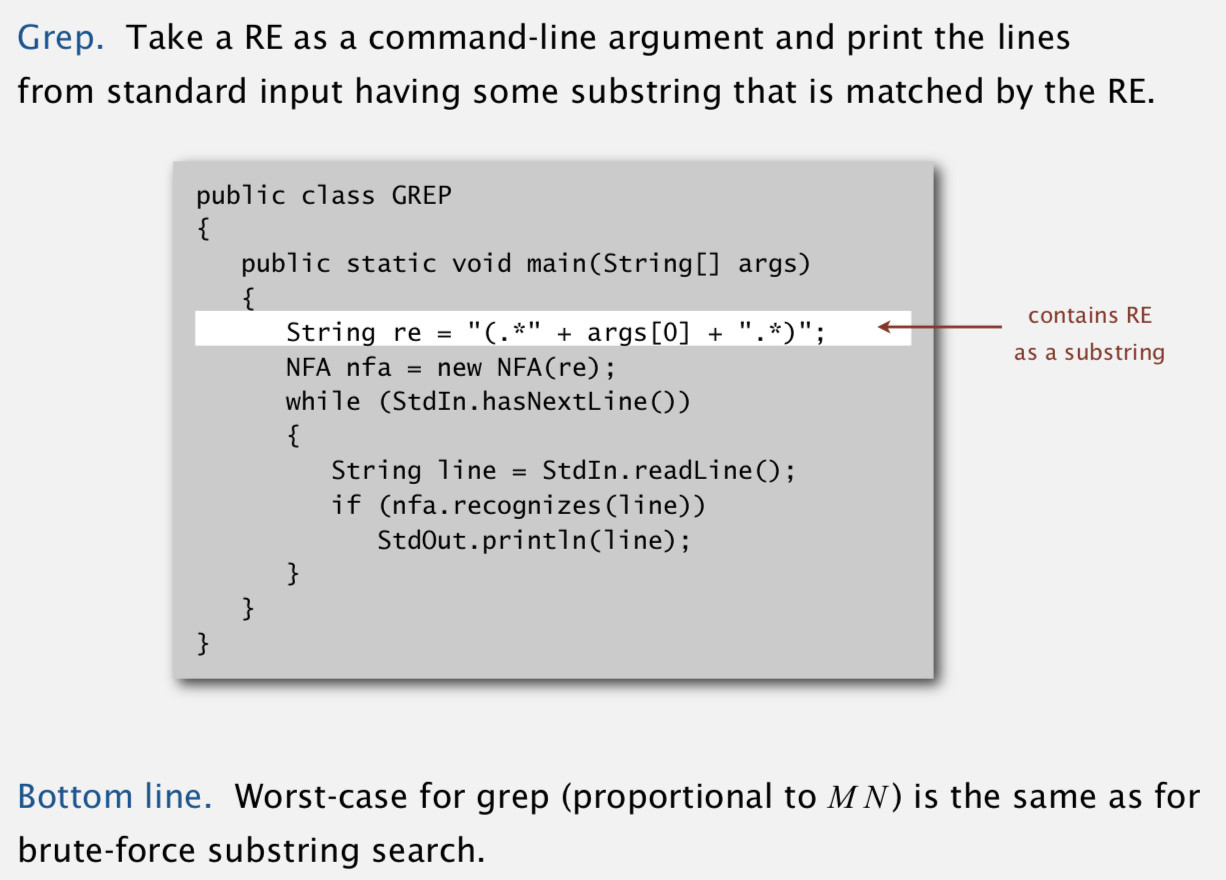 Grep. Take a RE as a command-line argument and print the lines
from standard input having some substring that is matched by the RE.
public class GREP
{
   public static void main(String[] args)
   {
      String re = "(.*" + args[0] + ".*)";
      NFA nfa = new NFA(re);
      while (StdIn.hasNextLine())
      {
         String line = StdIn.readLine();
         if (nfa.recognizes(line))
            StdOut.println(line);
      }
   }
}
contains RE
as a substring
Bottom line. Worst-case for grep (proportional to M N) is the same as for
brute-force substring search.